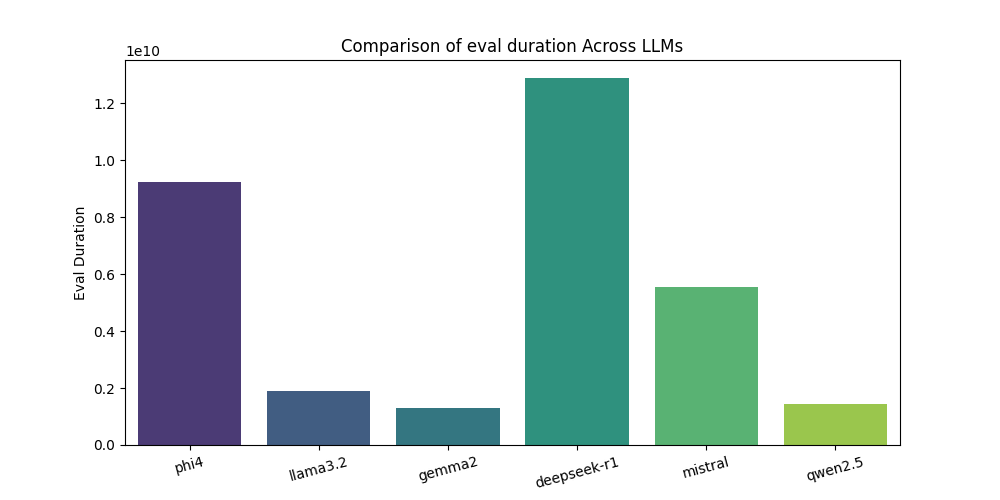 Comparison of eval duration Across LLMs
1e10
Eval Duration
1.2
1.0
0.8
0.6
0.4
0.2
0.0
phi4
llama3.2
gemma2
deepseek-r1
mistral
qwen2.5